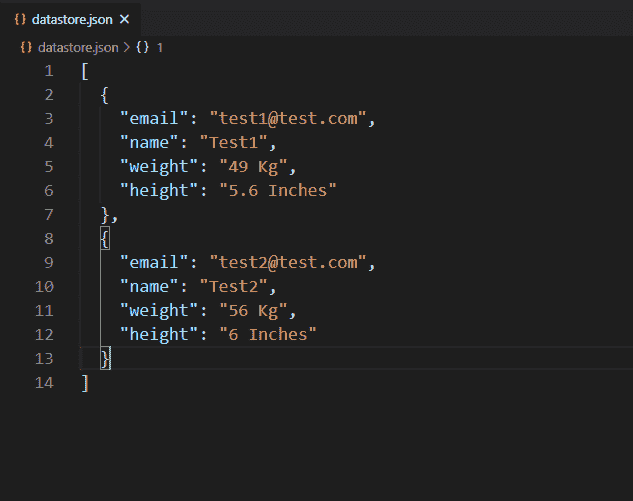 {} datastore.json ×
{} datastore.json > {} 1
1 [
2 {
3 "email": "test1@test.com",
4 "name": "Test1",
5 "weight": "49 Kg",
6 "height": "5.6 Inches"
7 },
8 {
9 "email": "test2@test.com",
10 "name": "Test2",
11 "weight": "56 Kg",
12 "height": "6 Inches"
13 }
14 ]